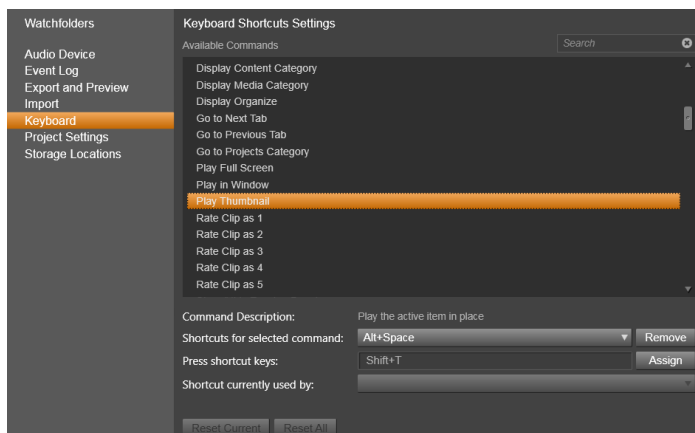 Watchfolders
Audio Device
Event Log
Export and Preview
Import
Keyboard
Project Settings
Storage Locations
Keyboard Shortcuts Settings
Available Commands
Search
Display Content Category
Display Media Category
Display Organize
Go to Next Tab
Go to Previous Tab
Go to Projects Category
Play Full Screen
Play in Window
Play Thumbnail
Rate Clip as 1
Rate Clip as 2
Rate Clip as 3
Rate Clip as 4
Rate Clip as 5
Command Description: Play the active item in place
Shortcuts for selected command: Alt+Space Remove
Press shortcut keys: Shift+T Assign
Shortcut currently used by:
Reset Current Reset All